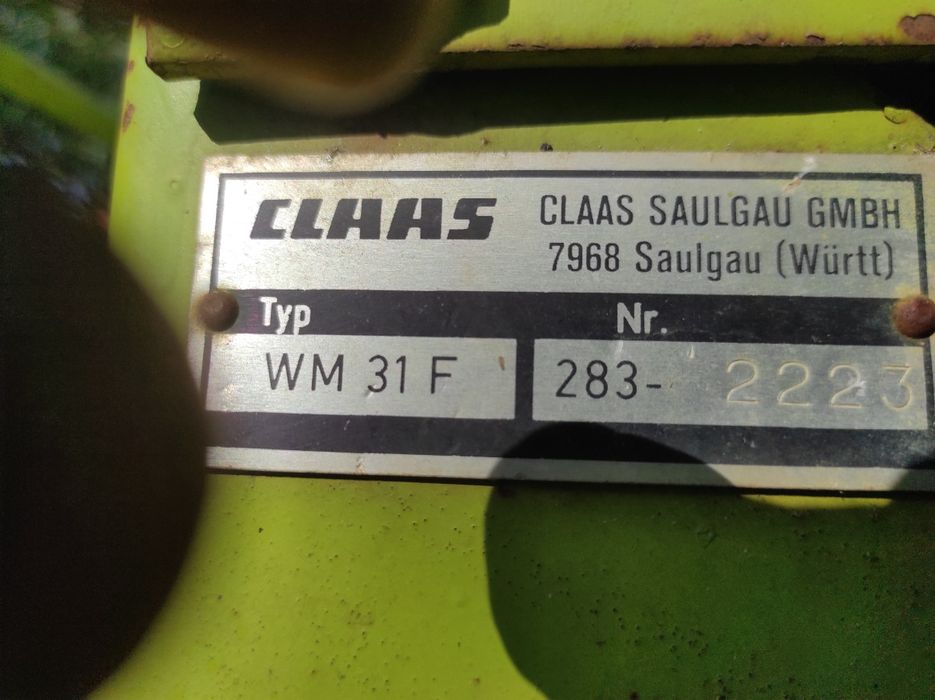 CLAAS
CLAAS SAULGAU GMBH
7968 Saulgau (Württ)
Typ
Nr.
WM 31 F
283- 2223